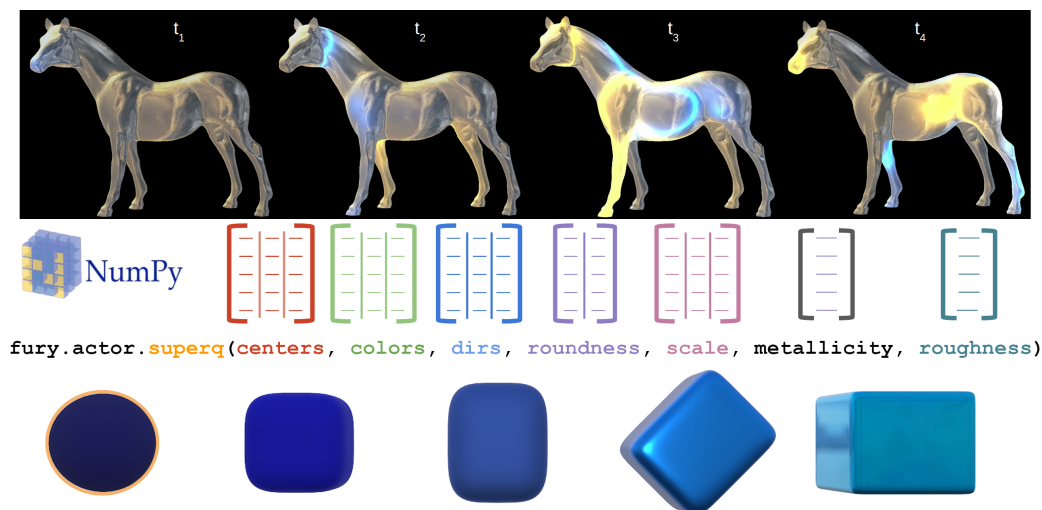 t1 t2 t3 t4
NumPy
fury.actor.superq(centers, colors, dirs, roundness, scale, metallicity, roughness)